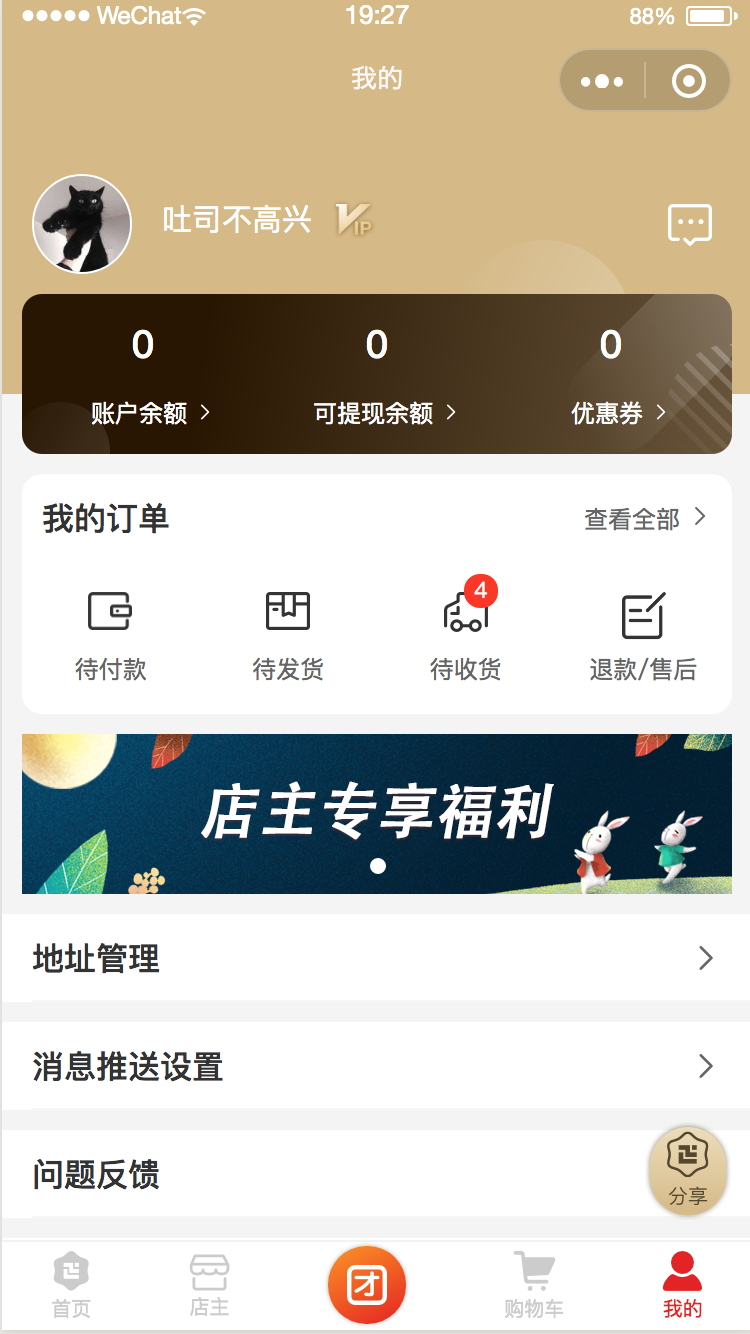 WeChat 19:27 88%
我的
吐司不高兴 VIP
0 0 0
账户余额 可提现余额 优惠券
我的订单 查看全部
4
待付款 待发货 待收货 退款/售后
店主专享福利
地址管理
消息推送设置
问题反馈
分享
团
首页 店主 购物车 我的